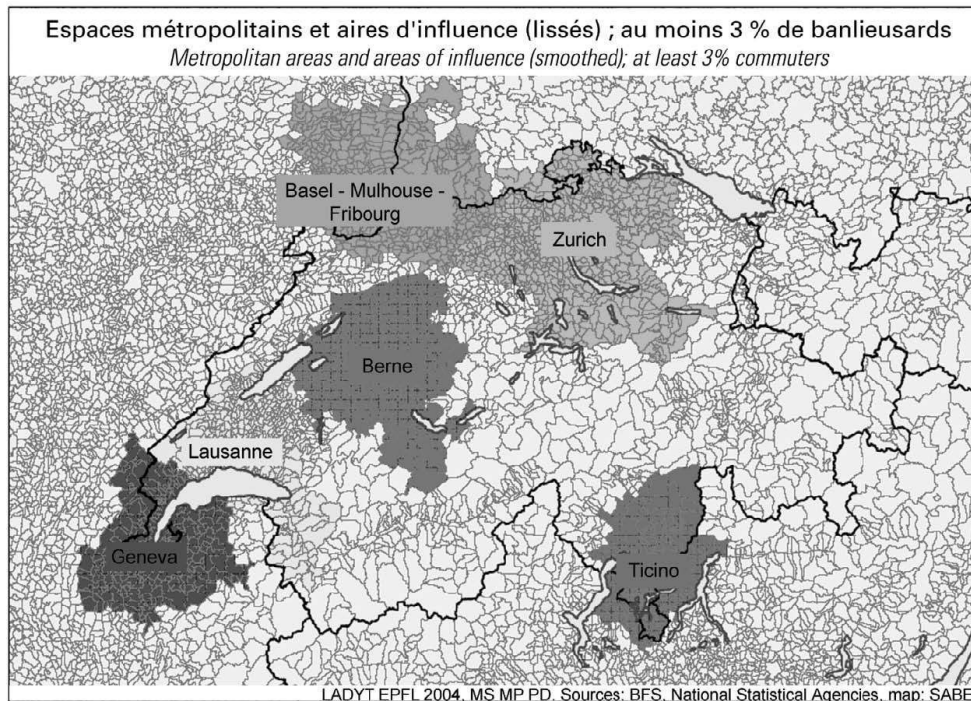 Espaces métropolitains et aires d'influence (lissés) ; au moins 3 % de banlieusards
Metropolitan areas and areas of influence (smoothed); at least 3% commuters
Basel - Mulhouse -
Fribourg
Zurich
Berne
Lausanne
Geneva
Ticino
LADYT EPFL 2004, MS MP PD. Sources: BFS, National Statistical Agencies, map: SABE